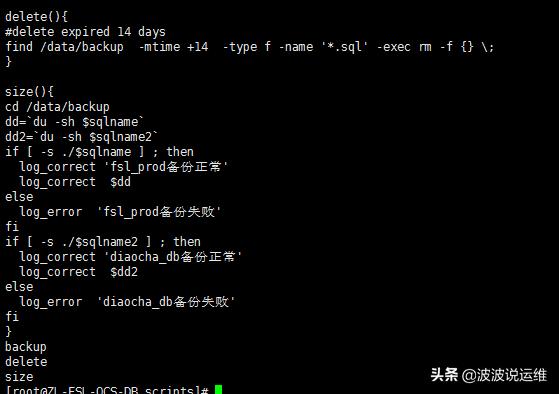 delete(){
#delete expired 14 days
find /data/backup  -mtime +14  -type f -name '*.sql' -exec rm -f {} \;
}
size(){
cd /data/backup
dd=`du -sh $sqlname`
dd2=`du -sh $sqlname2`
if [ -s ./$sqlname ] ; then
  log_correct 'fsl_prod备份正常'
  log_correct  $dd
else
  log_error  'fsl_prod备份失败'
fi
if [ -s ./$sqlname2 ] ; then
  log_correct 'diaocha_db备份正常'
  log_correct  $dd2
else
  log_error  'diaocha_db备份失败'
fi
}
backup
delete
size
[root@ZL-FSL-OCS-DB scripts]#
头条 @波波说运维